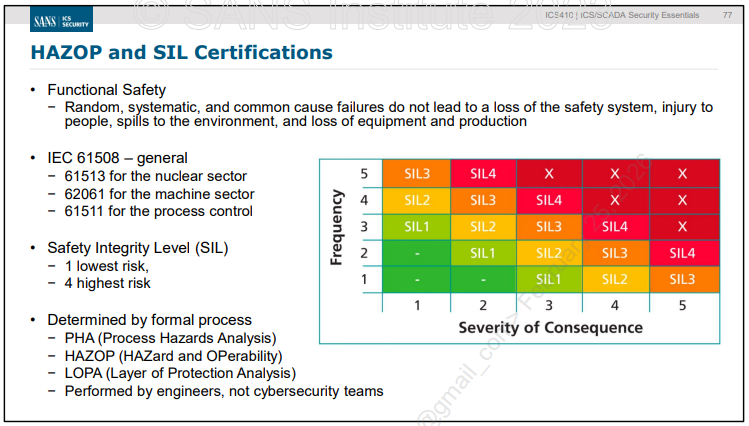 © SANS Institute 2026
SANS | ICS SECURITY
ICS410 | ICS/SCADA Security Essentials 77
HAZOP and SIL Certifications
• Functional Safety
− Random, systematic, and common cause failures do not lead to a loss of the safety system, injury to
people, spills to the environment, and loss of equipment and production
• IEC 61508 – general
− 61513 for the nuclear sector
− 62061 for the machine sector
− 61511 for the process control
• Safety Integrity Level (SIL)
− 1 lowest risk,
− 4 highest risk
• Determined by formal process
− PHA (Process Hazards Analysis)
− HAZOP (HAZard and OPerability)
− LOPA (Layer of Protection Analysis)
− Performed by engineers, not cybersecurity teams
Frequency
5 SIL3 SIL4 X X X
4 SIL2 SIL3 SIL4 X X
3 SIL1 SIL2 SIL3 SIL4 X
2 - SIL1 SIL2 SIL3 SIL4
1 - - SIL1 SIL2 SIL3
1 2 3 4 5
Severity of Consequence
@gmail_com> February 25, 2026